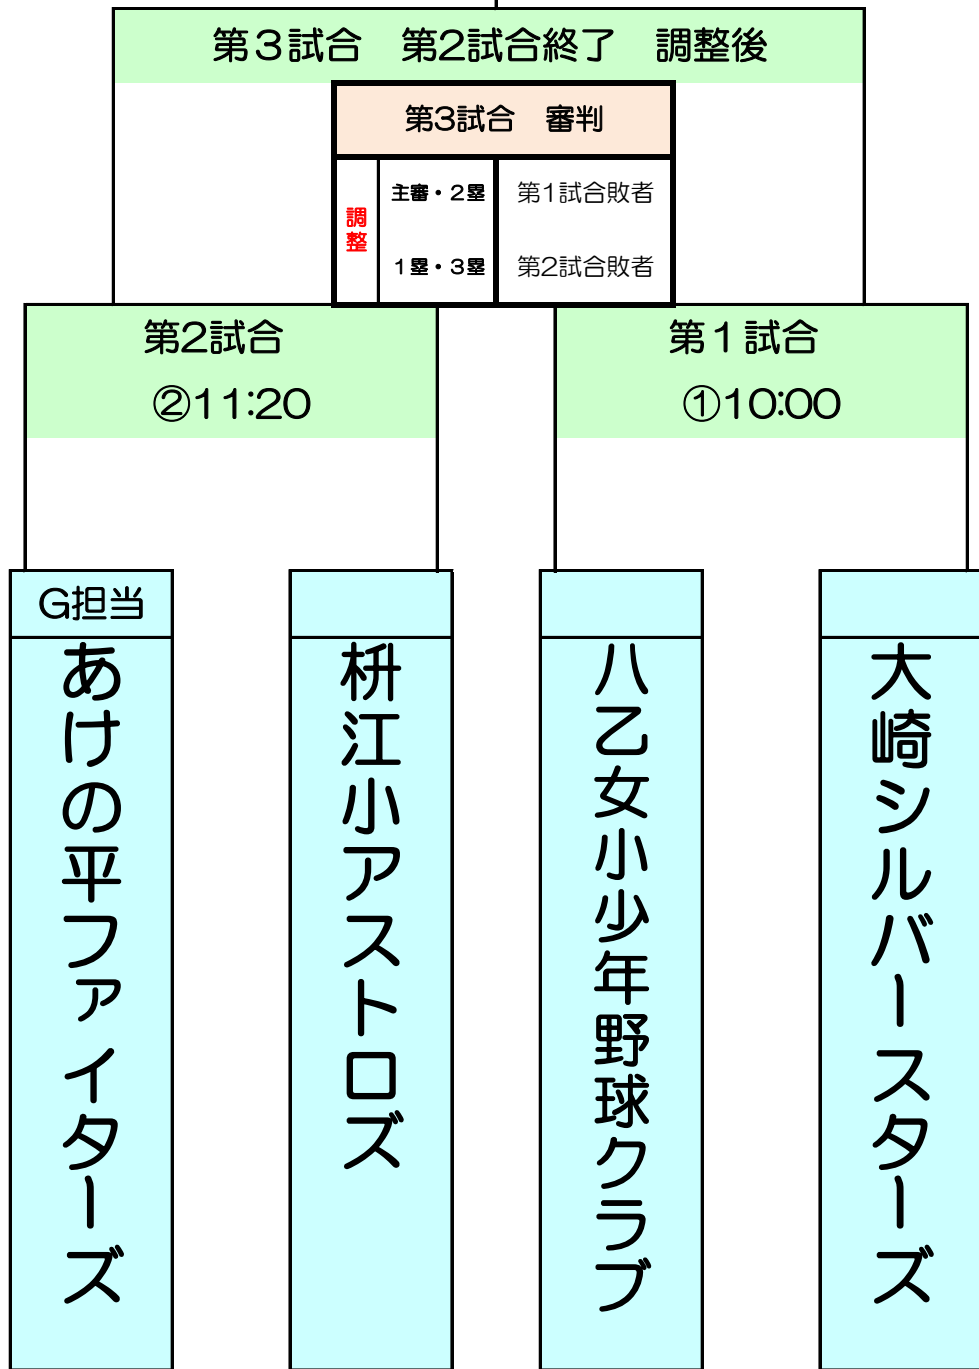 第３試合　第2試合終了　調整後
第3試合　審判
調整
主審・２塁
第1試合敗者
１塁・３塁
第2試合敗者
第2試合
②11:20
第１試合
①10:00
G担当
あけの平ファイターズ
枡江小アストロズ
八乙女小少年野球クラブ
大崎シルバースターズ